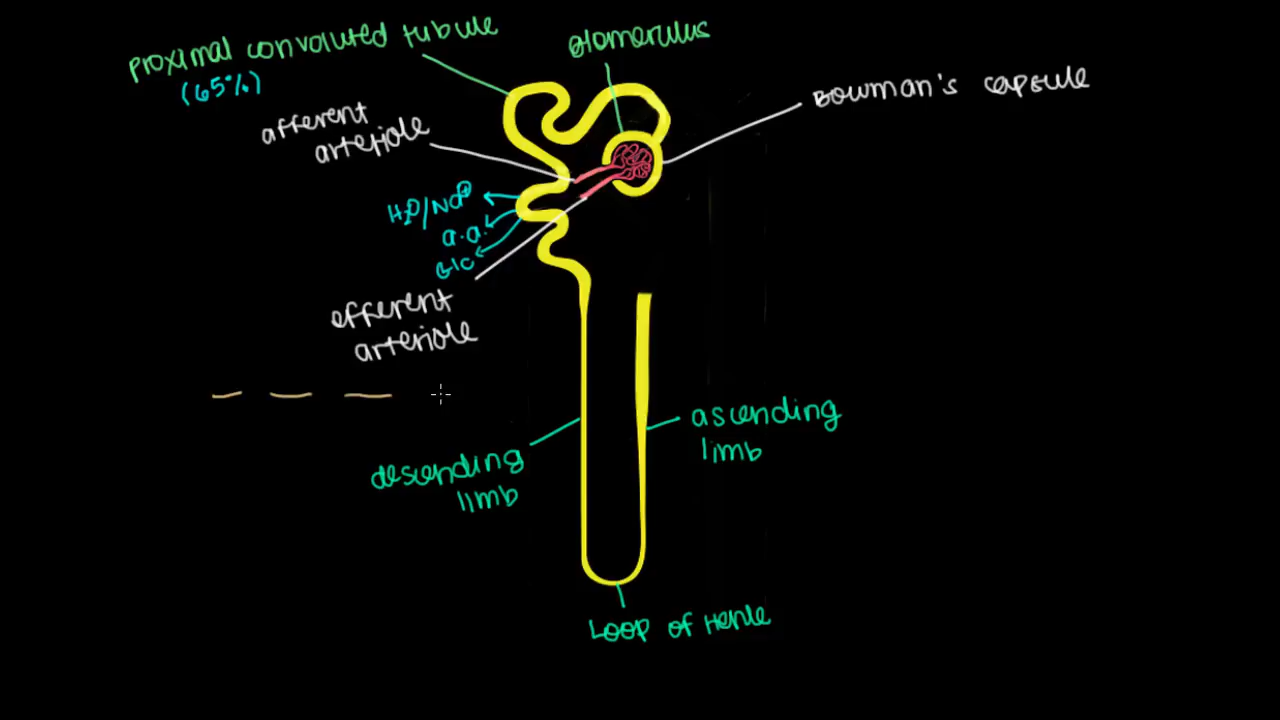 proximal convoluted tubule
(65%)
glomerulus
Bowman's capsule
afferent
arteriole
H2O/Na+
a.a.
Glc
efferent
arteriole
ascending
limb
descending
limb
Loop of Henle